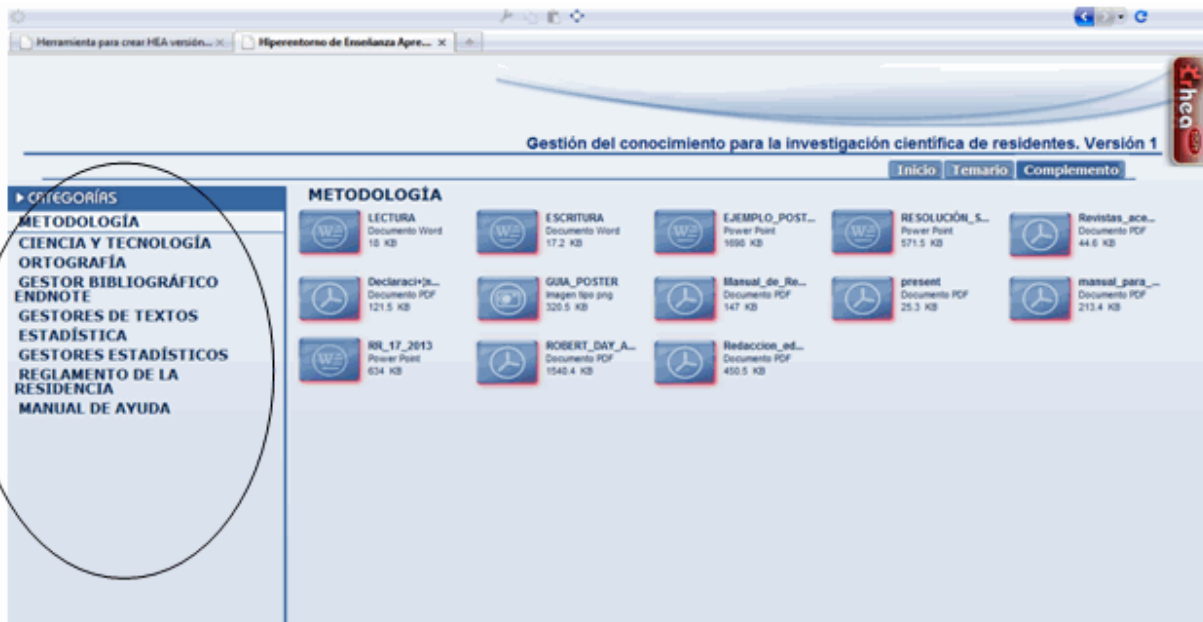 Herramienta para crear HEA versión...
Hiperentorno de Enseñanza Apre...
Crhea
Gestión del conocimiento para la investigación científica de residentes. Versión 1
Inicio Temario Complemento
CATEGORÍAS
METODOLOGÍA
CIENCIA Y TECNOLOGÍA
ORTOGRAFÍA
GESTOR BIBLIOGRÁFICO
ENDNOTE
GESTORES DE TEXTOS
ESTADÍSTICA
GESTORES ESTADÍSTICOS
REGLAMENTO DE LA
RESIDENCIA
MANUAL DE AYUDA
METODOLOGÍA
LECTURA
Documento Word
18 KB
ESCRITURA
Documento Word
17.2 KB
EJEMPLO_POST...
Power Point
1698 KB
RESOLUCIÓN_S...
Power Point
571.5 KB
Revistas_ace...
Documento PDF
44.6 KB
Declaraci+¦n...
Documento PDF
121.5 KB
GUIA_POSTER
Imagen tipo png
320.5 KB
Manual_de_Re...
Documento PDF
147 KB
present
Documento PDF
25.3 KB
manual_para_...
Documento PDF
213.4 KB
RR_17_2013
Power Point
634 KB
ROBERT_DAY_A...
Documento PDF
1540.4 KB
Redaccion_ed...
Documento PDF
450.5 KB